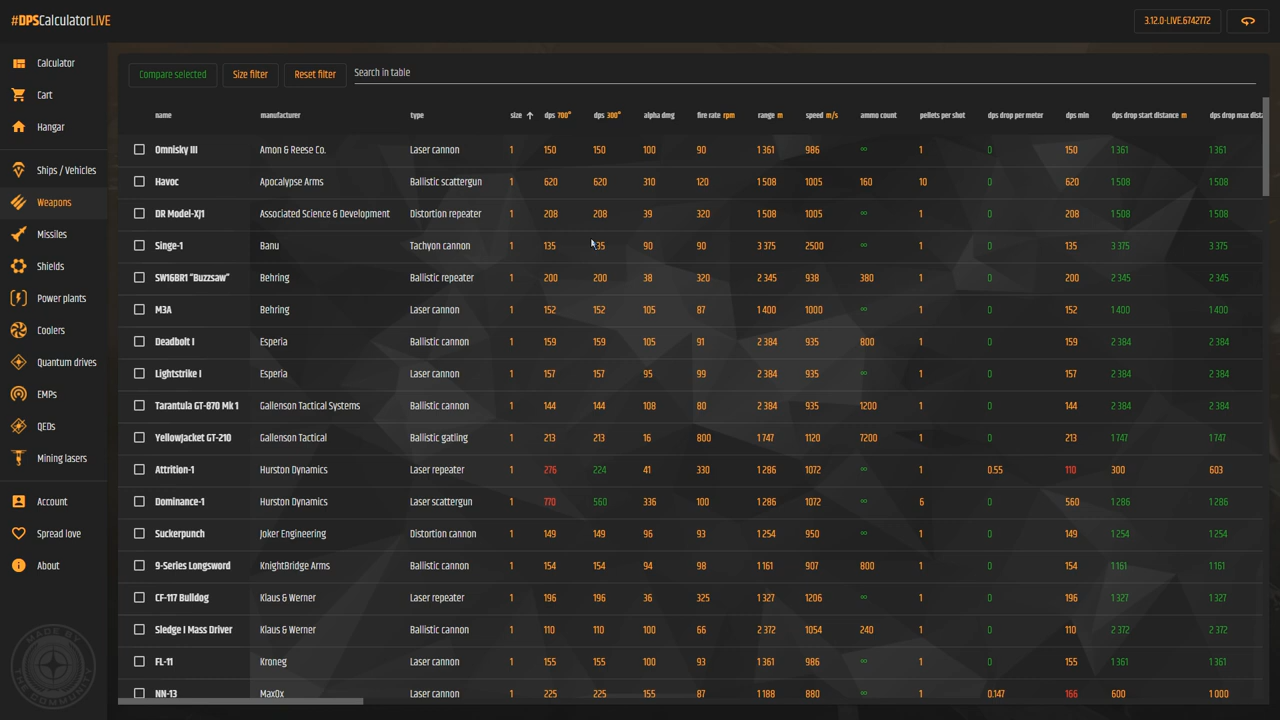 #DPSCalculatorLIVE
3.12.0-LIVE.6742772
Calculator
Cart
Hangar
Ships / Vehicles
Weapons
Missiles
Shields
Power plants
Coolers
Quantum drives
EMPs
QEDs
Mining lasers
Account
Spread love
About
MADE BY THE COMMUNITY
Compare selected Size filter Reset filter Search in table
name manufacturer type size dps 700° dps 300° alpha dmg fire rate rpm range m speed m/s ammo count pellets per shot dps drop per meter dps min dps drop start distance m dps drop max dist
Omnisky III Amon & Reese Co. Laser cannon 1 150 150 100 90 1 361 986 ∞ 1 0 150 1 361 1 361
Havoc Apocalypse Arms Ballistic scattergun 1 620 620 310 120 1 508 1005 160 10 0 620 1 508 1 508
DR Model-XJ1 Associated Science & Development Distortion repeater 1 208 208 39 320 1 508 1005 ∞ 1 0 208 1 508 1 508
Singe-1 Banu Tachyon cannon 1 135 35 90 90 3 375 2500 ∞ 1 0 135 3 375 3 375
SW16BR1 "Buzzsaw" Behring Ballistic repeater 1 200 200 38 320 2 345 938 380 1 0 200 2 345 2 345
M3A Behring Laser cannon 1 152 152 105 87 1 400 1000 ∞ 1 0 152 1 400 1 400
Deadbolt I Esperia Ballistic cannon 1 159 159 105 91 2 384 935 800 1 0 159 2 384 2 384
Lightstrike I Esperia Laser cannon 1 157 157 95 99 2 384 935 ∞ 1 0 157 2 384 2 384
Tarantula GT-870 Mk 1 Gallenson Tactical Systems Ballistic cannon 1 144 144 108 80 2 384 935 1200 1 0 144 2 384 2 384
YellowJacket GT-210 Gallenson Tactical Ballistic gatling 1 213 213 16 800 1 747 1120 7200 1 0 213 1 747 1 747
Attrition-1 Hurston Dynamics Laser repeater 1 276 224 41 330 1 286 1072 ∞ 1 0.55 110 300 603
Dominance-1 Hurston Dynamics Laser scattergun 1 770 560 336 100 1 286 1072 ∞ 6 0 560 1 286 1 286
Suckerpunch Joker Engineering Distortion cannon 1 149 149 96 93 1 254 950 ∞ 1 0 149 1 254 1 254
9-Series Longsword KnightBridge Arms Ballistic cannon 1 154 154 94 98 1 161 907 800 1 0 154 1 161 1 161
CF-117 Bulldog Klaus & Werner Laser repeater 1 196 196 36 325 1 327 1206 ∞ 1 0 196 1 327 1 327
Sledge I Mass Driver Klaus & Werner Ballistic cannon 1 110 110 100 66 2 372 1054 240 1 0 110 2 372 2 372
FL-11 Kroneg Laser cannon 1 155 155 100 93 1 361 986 ∞ 1 0 155 1 361 1 361
NN-13 MaxOx Laser cannon 1 225 225 155 87 1 188 880 ∞ 1 0.147 166 600 1 000